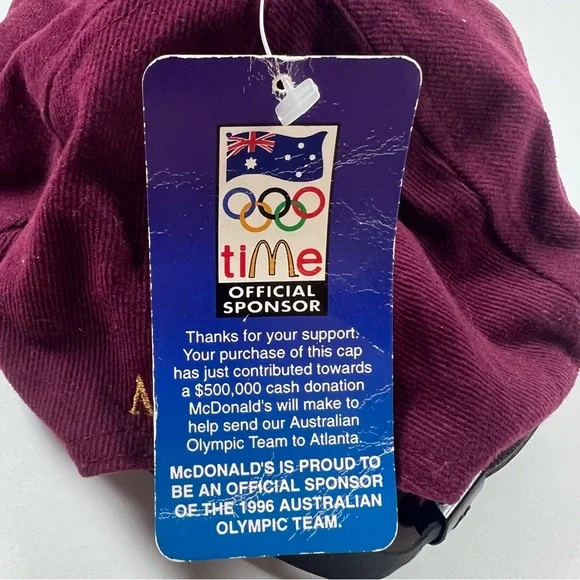 tiMe
OFFICIAL
SPONSOR
Thanks for your support.
Your purchase of this cap
has just contributed towards
a $500,000 cash donation
McDonald's will make to
help send our Australian
Olympic Team to Atlanta.
McDONALD'S IS PROUD TO
BE AN OFFICIAL SPONSOR
OF THE 1996 AUSTRALIAN
OLYMPIC TEAM.